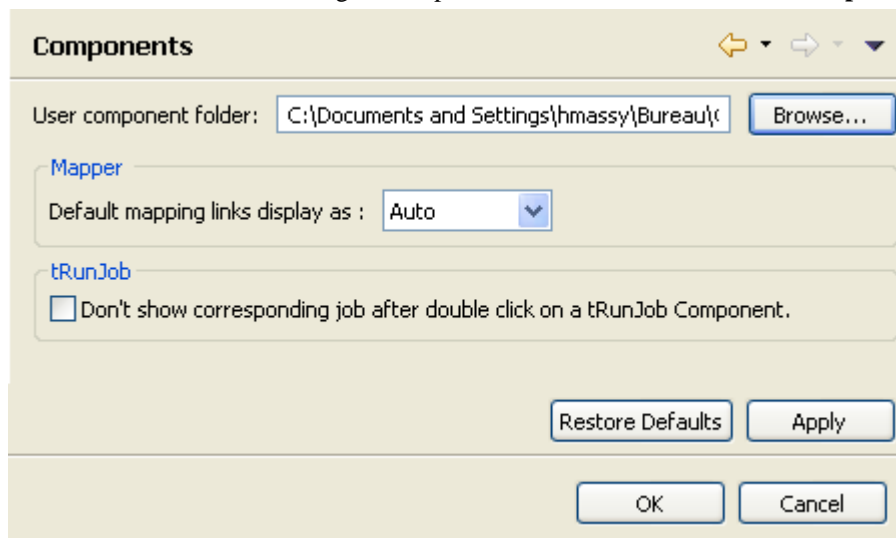 Components
User component folder: C:\Documents and Settings\hmassy\Bureau\ Browse...
Mapper
Default mapping links display as : Auto
tRunJob
Don't show corresponding job after double click on a tRunJob Component.
Restore Defaults Apply
OK Cancel